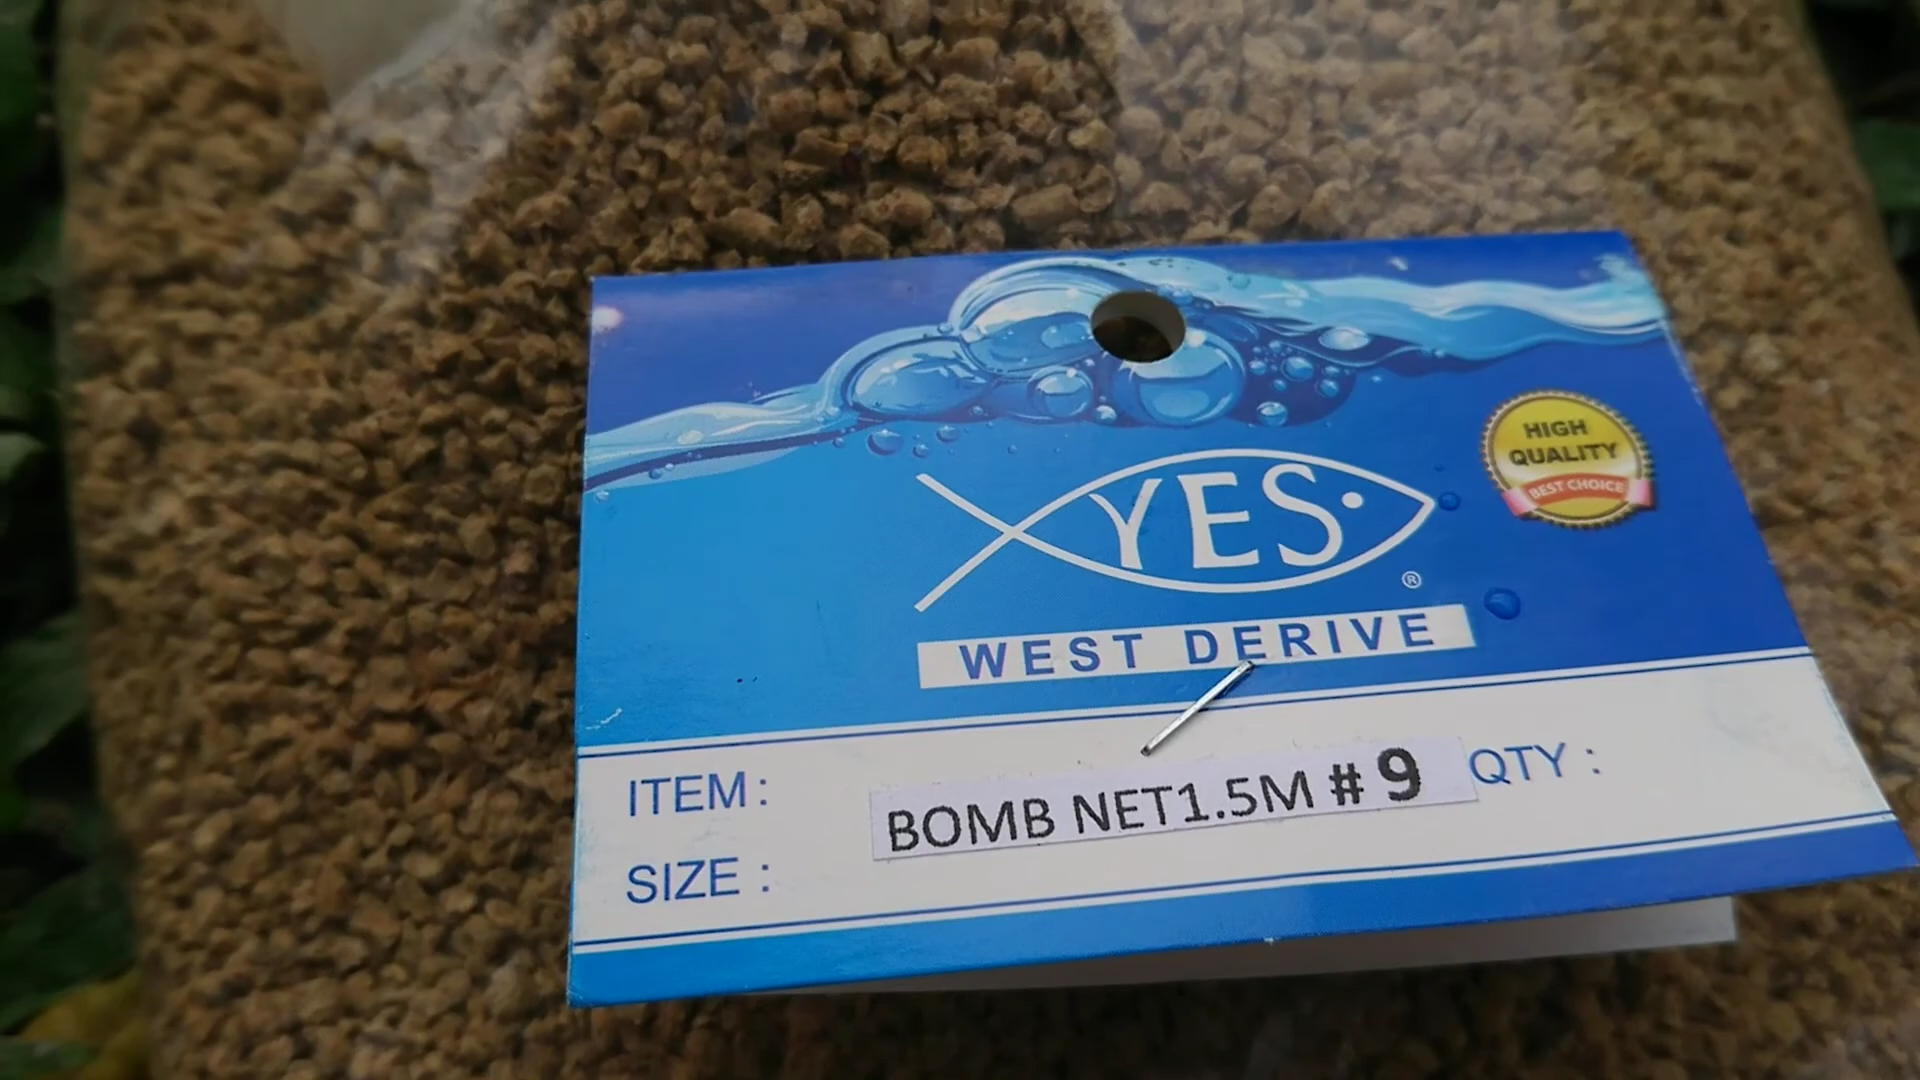 HIGH
QUALITY
BEST CHOICE
YES
®
WEST DERIVE
ITEM :
BOMB NET1.5M # 9
QTY :
SIZE :